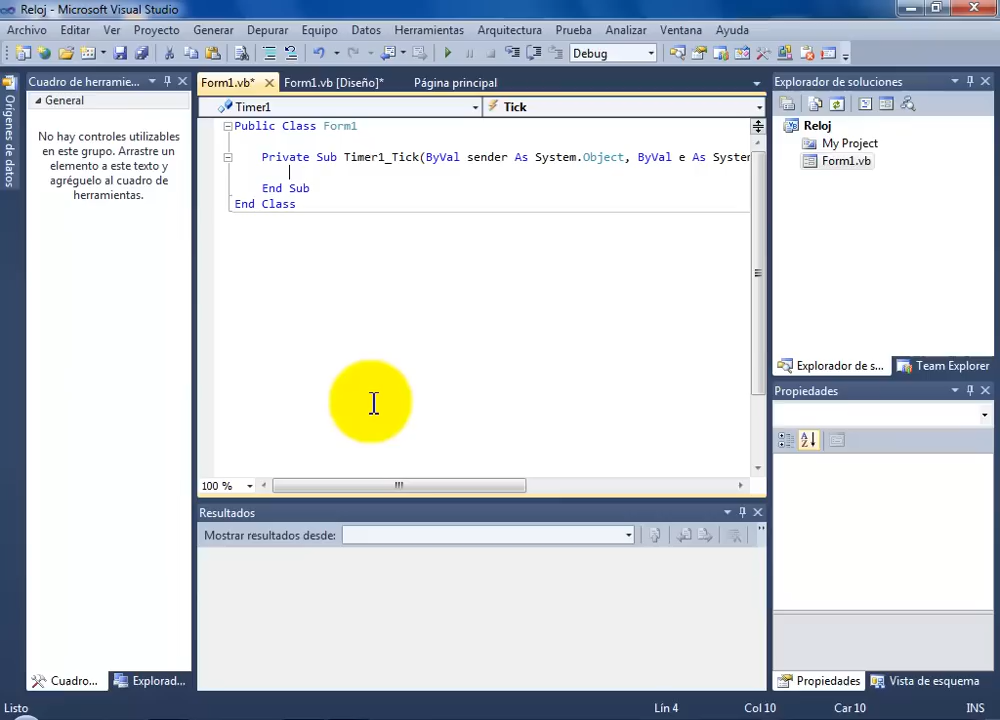 Reloj - Microsoft Visual Studio
Archivo Editar Ver Proyecto Generar Depurar Equipo Datos Herramientas Arquitectura Prueba Analizar Ventana Ayuda
Debug
Orígenes de datos
Cuadro de herramie...
General
No hay controles utilizables
en este grupo. Arrastre un
elemento a este texto y
agréguelo al cuadro de
herramientas.
Cuadro... Explorad...
Form1.vb* Form1.vb [Diseño]* Página principal
Timer1 Tick
Public Class Form1
Private Sub Timer1_Tick(ByVal sender As System.Object, ByVal e As System
End Sub
End Class
100 %
Resultados
Mostrar resultados desde:
Explorador de soluciones
Reloj
My Project
Form1.vb
Explorador de s... Team Explorer
Propiedades
Propiedades Vista de esquema
Listo Lín 4 Col 10 Car 10 INS